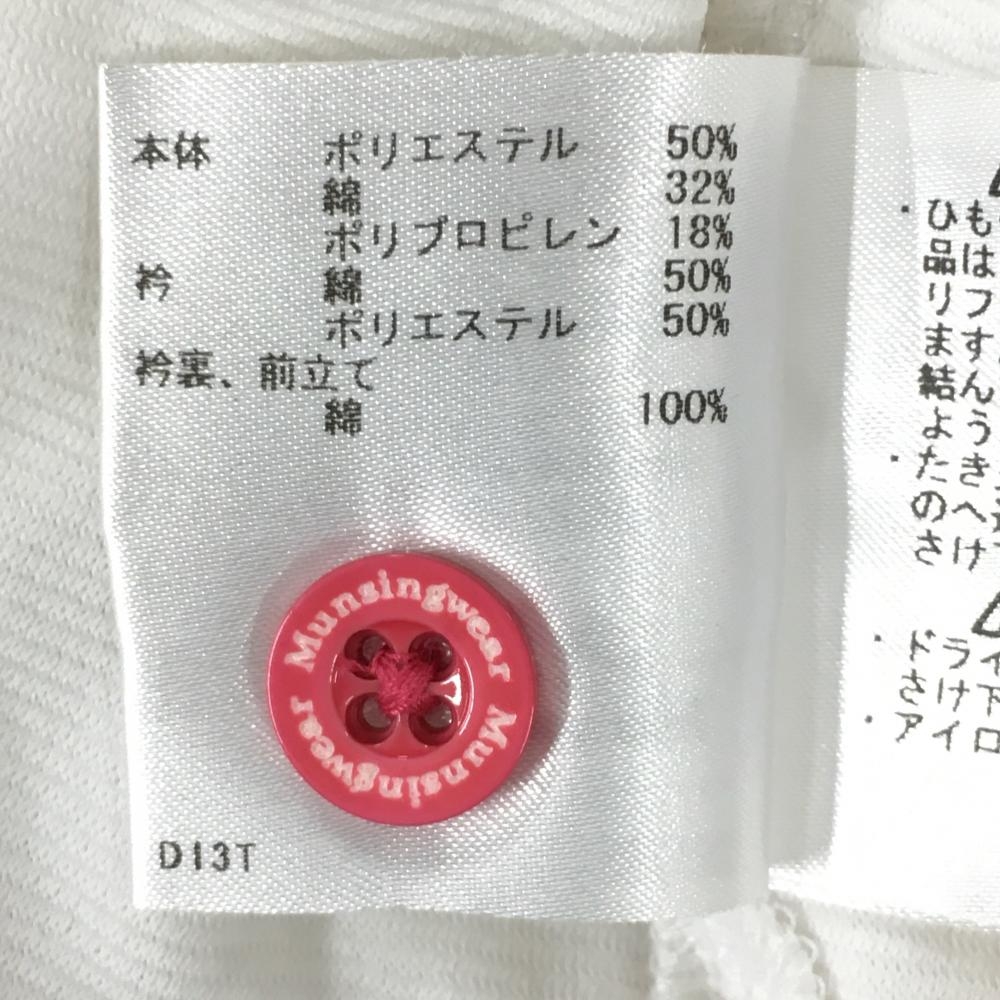 本体 ポリエステル 50%
綿 32%
ポリプロピレン 18%
衿 綿 50%
ポリエステル 50%
衿裏、前立て
綿 100%
Munsingwear Munsingwear
D13T
・ひも
品は
りフ
ます
結ん
よう
・たき
のへ
さけ
・ドライ
さけ下
・アイロ